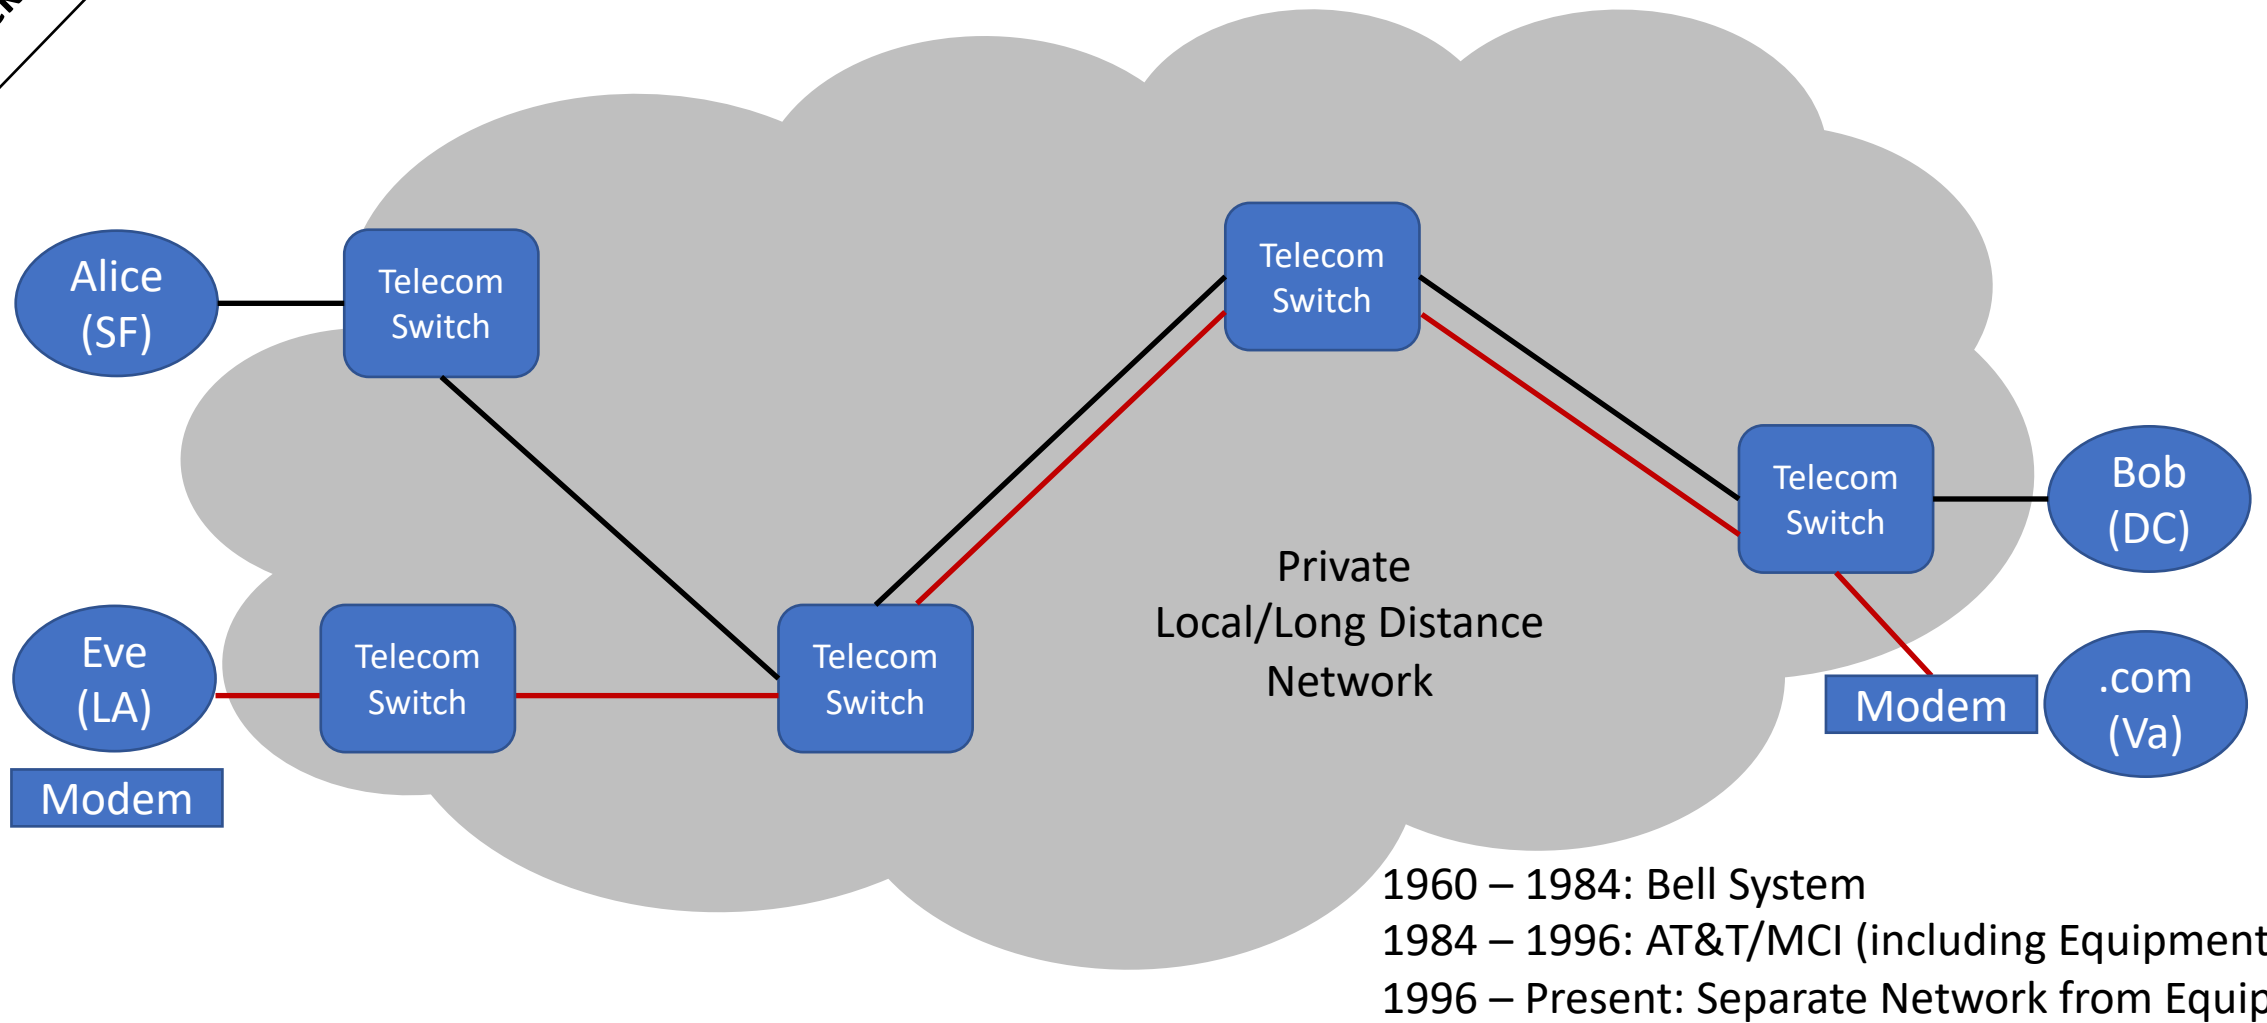 Alice
(SF)
Telecom
Switch
Telecom
Switch
Telecom
Switch
Bob
(DC)
Eve
(LA)
Modem
Telecom
Switch
Telecom
Switch
Private
Local/Long Distance
Network
Modem
.com
(Va)
1960 – 1984: Bell System
1984 – 1996: AT&T/MCI (including Equipment
1996 – Present: Separate Network from Equip